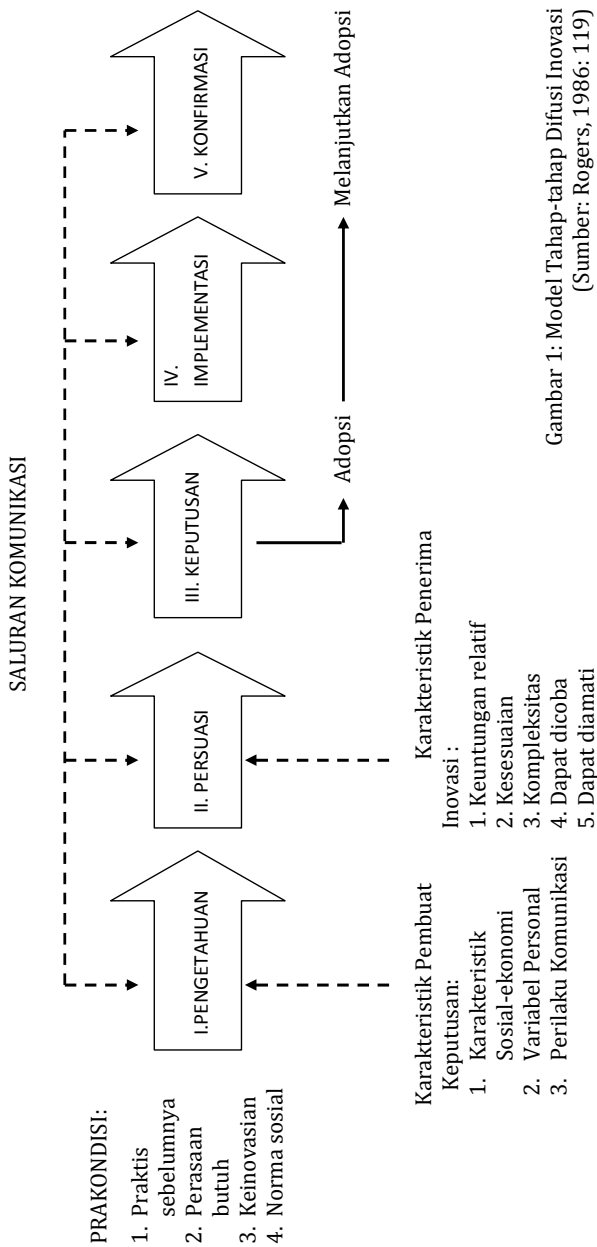 SALURAN KOMUNIKASI
PRAKONDISI:
1. Praktis
sebelumnya
2. Perasaan
butuh
3. Keinovasian
4. Norma sosial
I.PENGETAHUAN
II. PERSUASI
III. KEPUTUSAN
IV.
IMPLEMENTASI
V. KONFIRMASI
Adopsi
Melanjutkan Adopsi
Karakteristik Pembuat
Keputusan:
1. Karakteristik
Sosial-ekonomi
2. Variabel Personal
3. Perilaku Komunikasi
Karakteristik Penerima
Inovasi :
1. Keuntungan relatif
2. Kesesuaian
3. Kompleksitas
4. Dapat dicoba
5. Dapat diamati
Gambar 1: Model Tahap-tahap Difusi Inovasi
(Sumber: Rogers, 1986: 119)